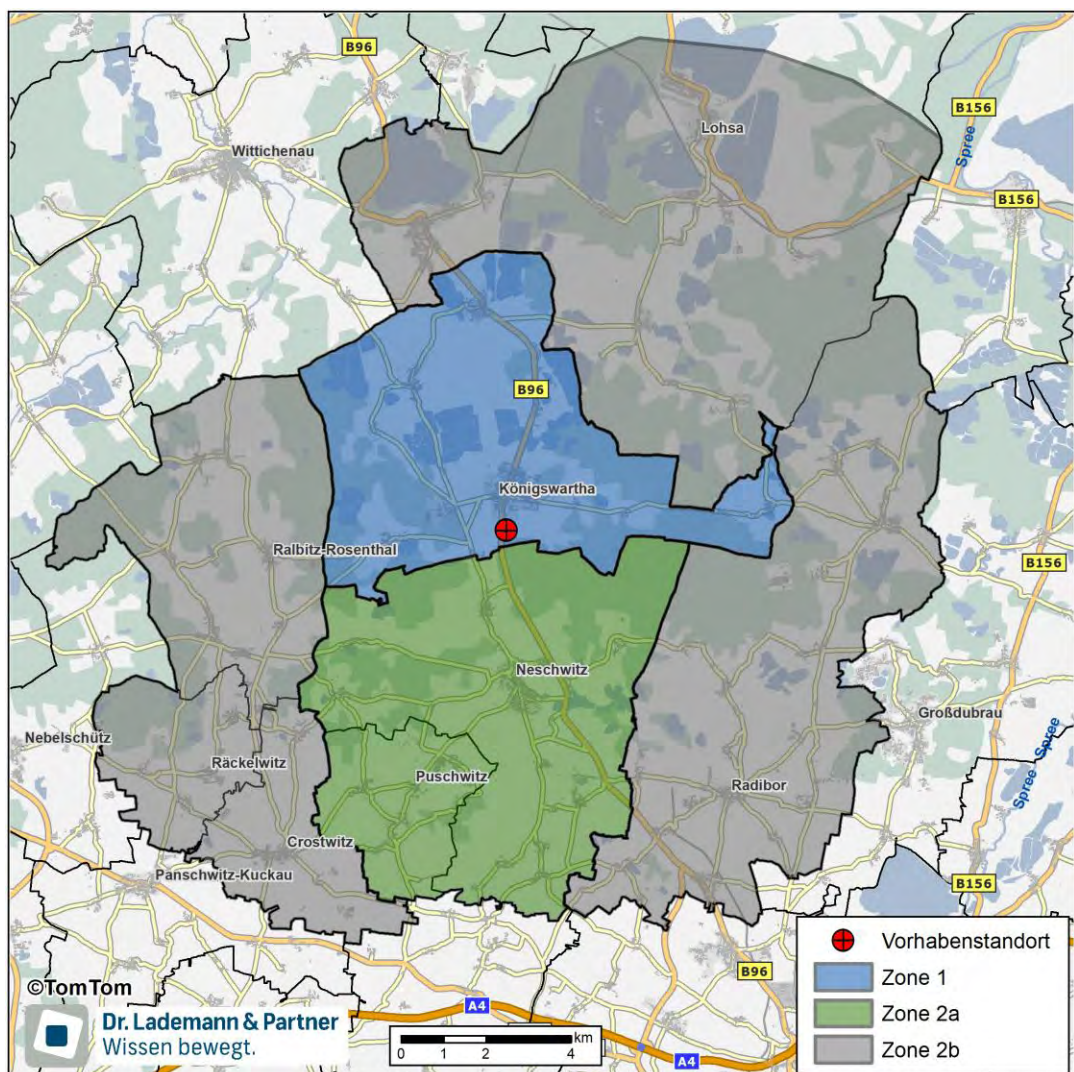 B96
B156
Lohsa
Spree
Wittichenau
B156
B96
Königswartha
Ralbitz-Rosenthal
B156
Neschwitz
Großdubrau
Nebelschütz
Räckelwitz
Puschwitz
Radibor
Spree
Spree
Crostwitz
Panschwitz-Kuckau
B156
B96
Vorhabenstandort
Zone 1
Zone 2a
Zone 2b
©TomTom
Dr. Lademann & Partner
Wissen bewegt.
km
0 1 2 4
A4
A4